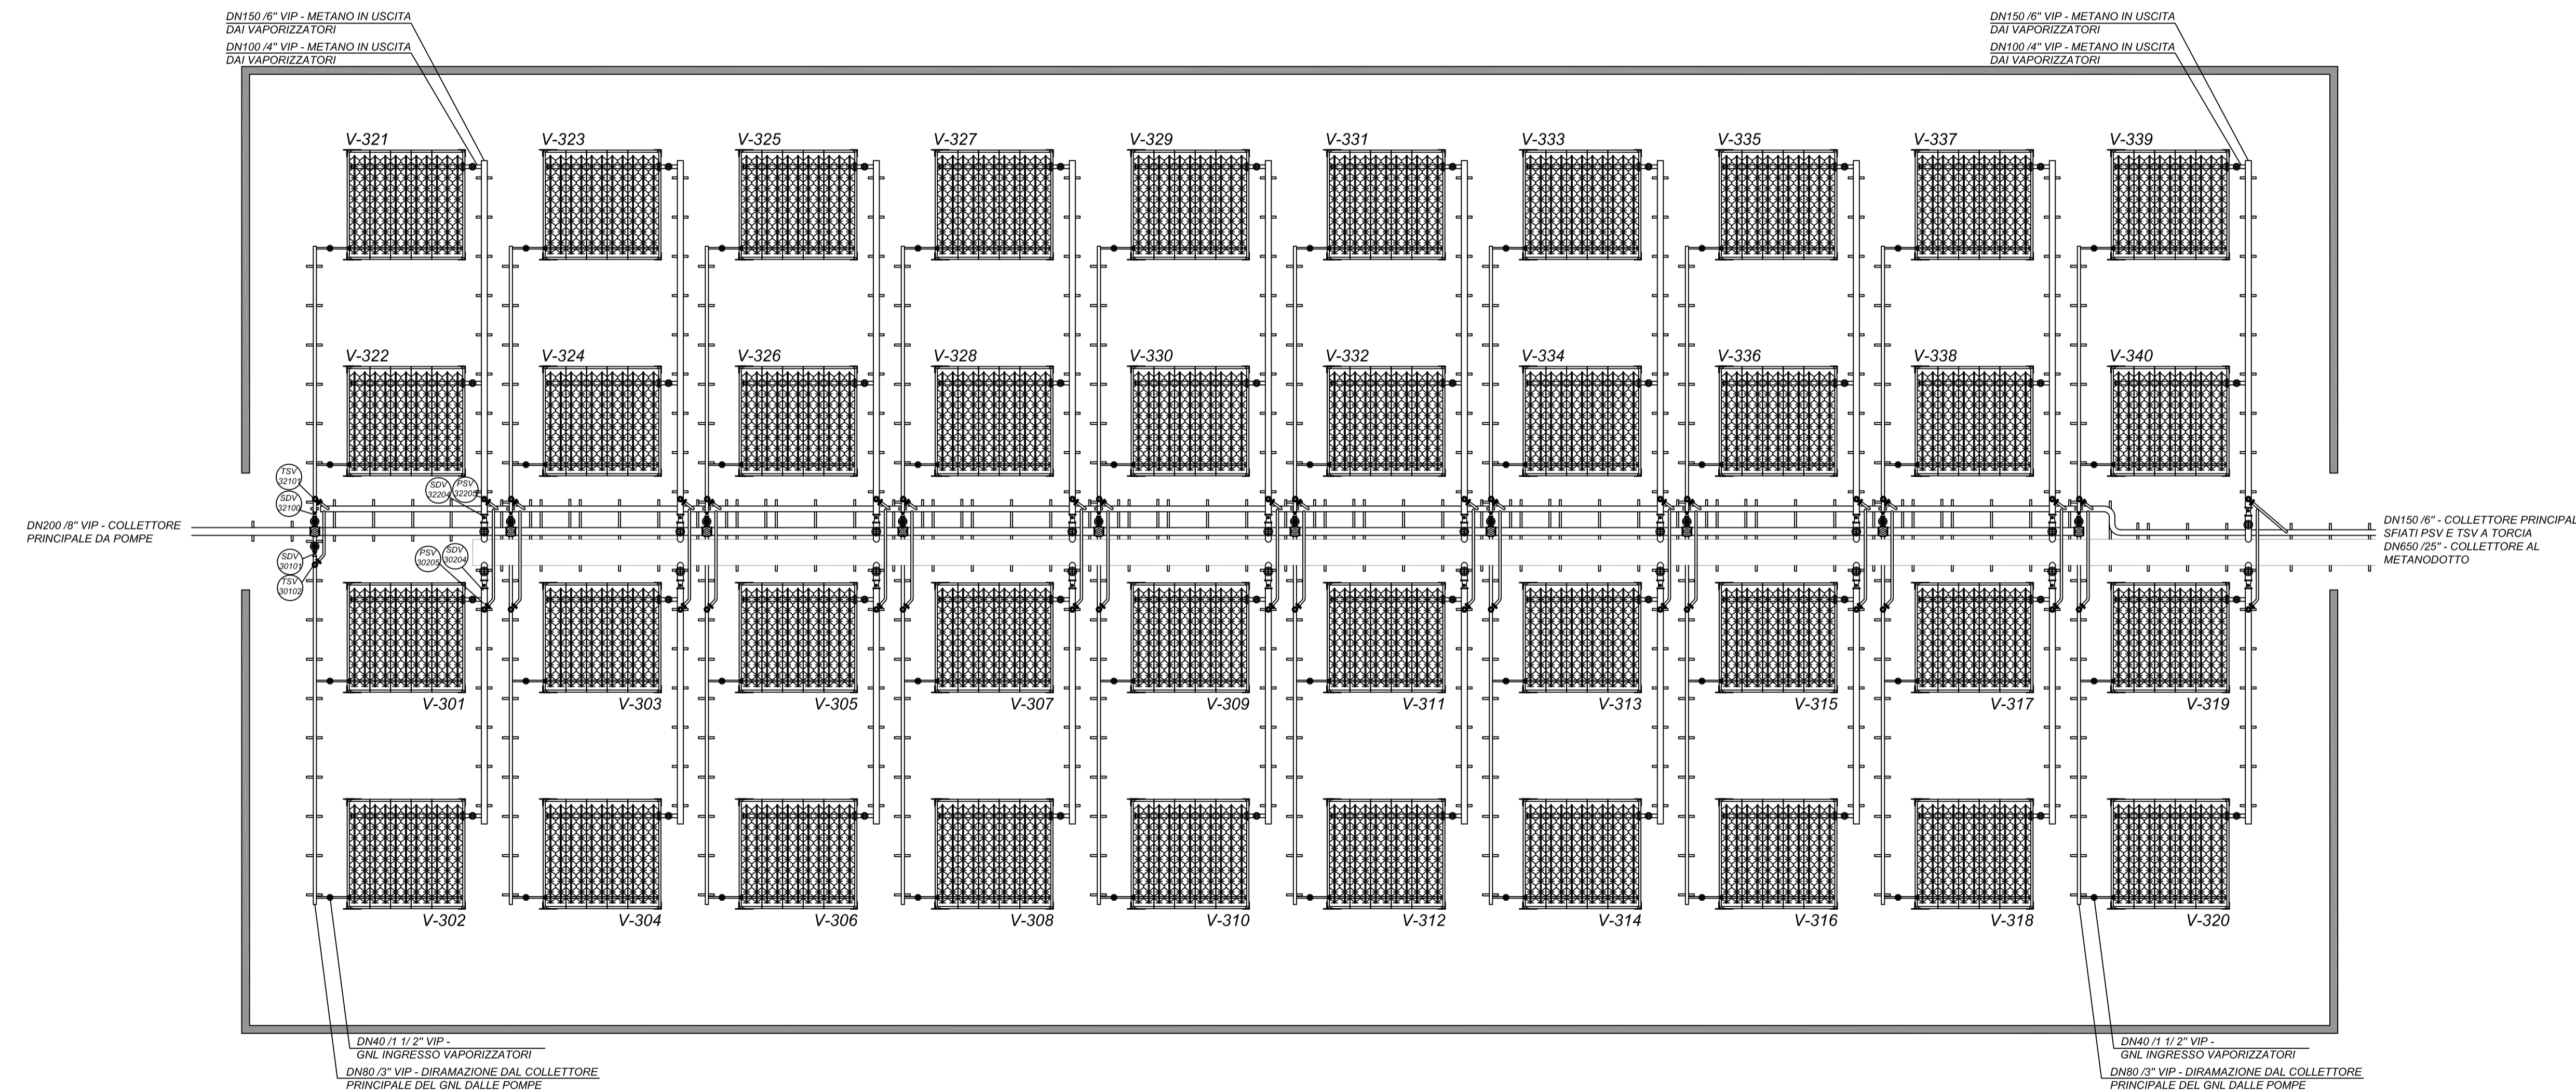 DN150 /6" VIP - METANO IN USCITA
DAI VAPORIZZATORI
DN100 /4" VIP - METANO IN USCITA
DAI VAPORIZZATORI
DN150 /6" VIP - METANO IN USCITA
DAI VAPORIZZATORI
DN100 /4" VIP - METANO IN USCITA
DAI VAPORIZZATORI
V-321
V-323
V-325
V-327
V-329
V-331
V-333
V-335
V-337
V-339
V-322
V-324
V-326
V-328
V-330
V-332
V-334
V-336
V-338
V-340
TSV
32101
SDV
32100
SDV
32204
PSV
32205
DN200 /8" VIP - COLLETTORE
PRINCIPALE DA POMPE
SDV
30101
TSV
30102
PSV
30205
SDV
30204
DN150 /6" - COLLETTORE PRINCIPAL
SFIATI PSV E TSV A TORCIA
DN650 /25" - COLLETTORE AL
METANODOTTO
V-301
V-303
V-305
V-307
V-309
V-311
V-313
V-315
V-317
V-319
V-302
V-304
V-306
V-308
V-310
V-312
V-314
V-316
V-318
V-320
DN40 /1 1/ 2" VIP -
GNL INGRESSO VAPORIZZATORI
DN80 /3" VIP - DIRAMAZIONE DAL COLLETTORE
PRINCIPALE DEL GNL DALLE POMPE
DN40 /1 1/ 2" VIP -
GNL INGRESSO VAPORIZZATORI
DN80 /3" VIP - DIRAMAZIONE DAL COLLETTORE
PRINCIPALE DEL GNL DALLE POMPE